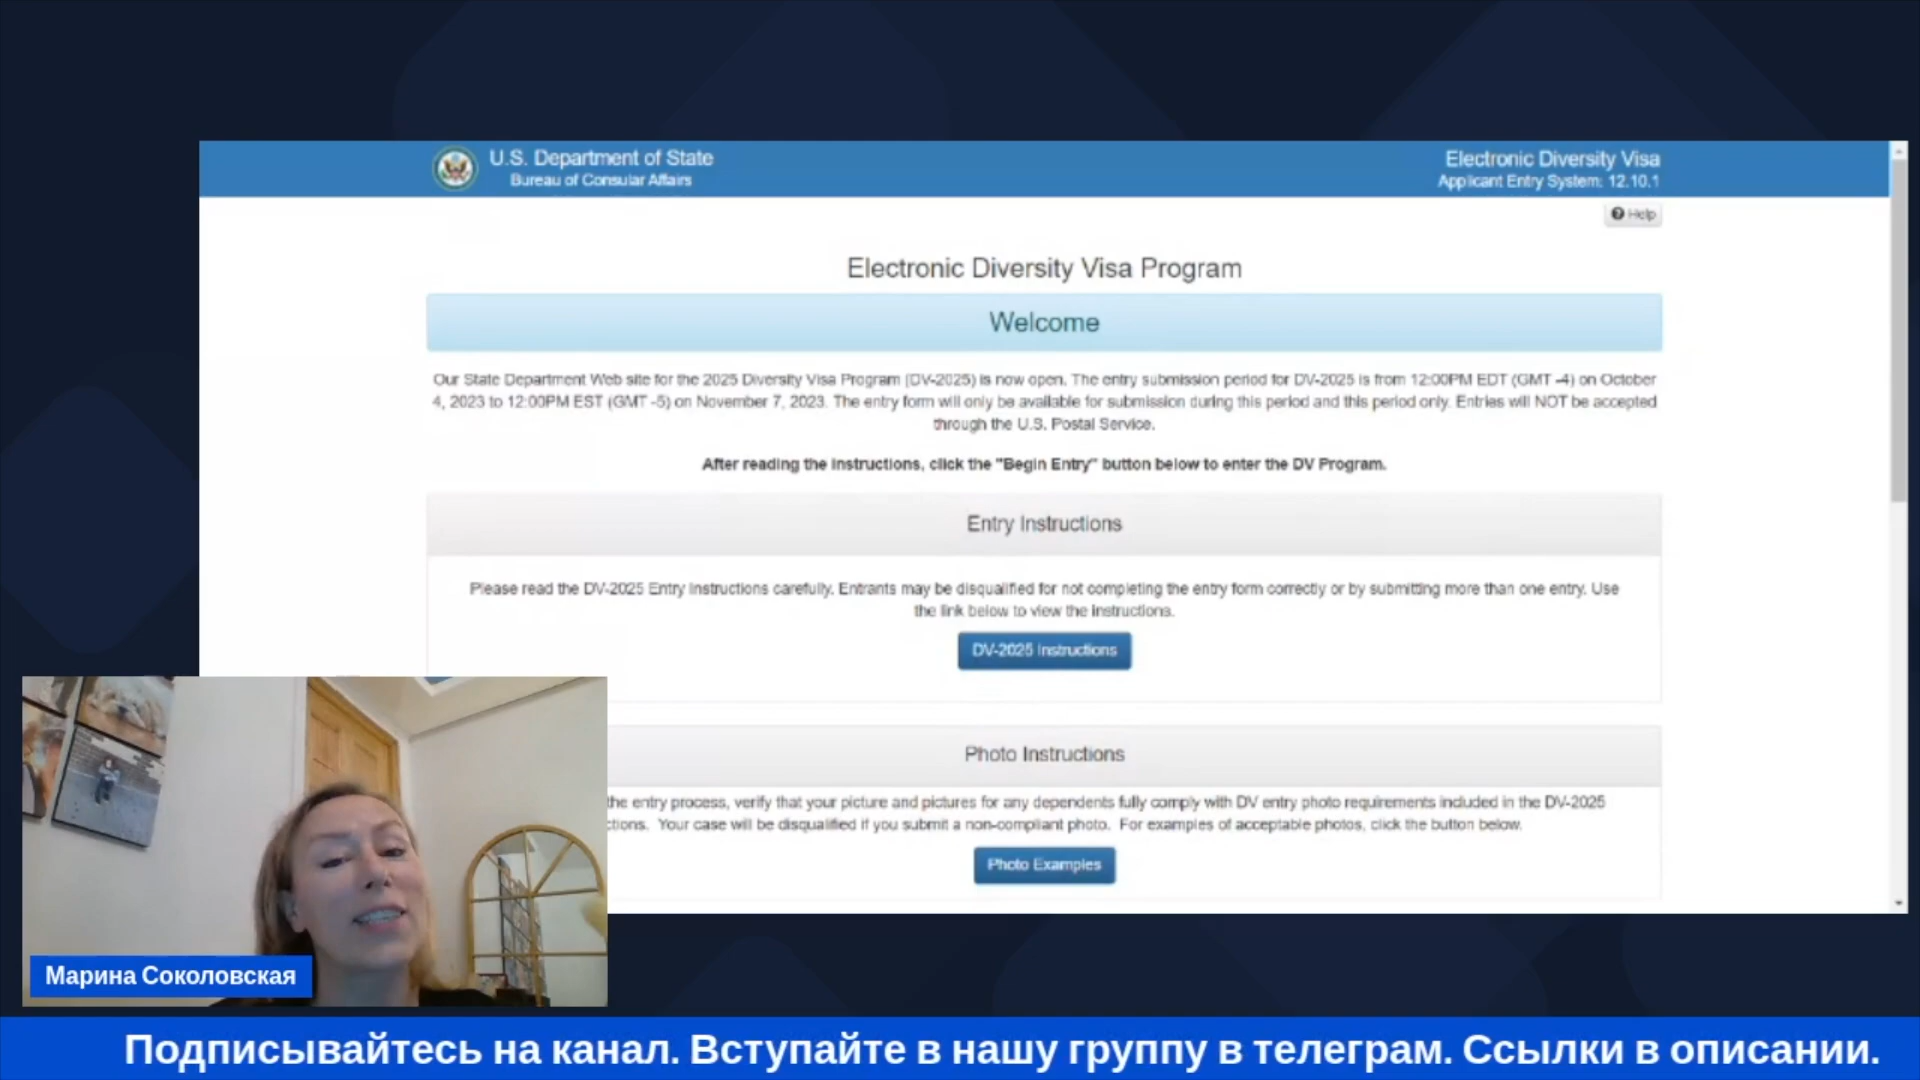 U.S. Department of State
Bureau of Consular Affairs
Electronic Diversity Visa
Applicant Entry System: 12.10.1
Help
Electronic Diversity Visa Program
Welcome
Our State Department Web site for the 2025 Diversity Visa Program (DV-2025) is now open. The entry submission period for DV-2025 is from 12:00PM EDT (GMT -4) on October
4, 2023 to 12:00PM EST (GMT -5) on November 7, 2023. The entry form will only be available for submission during this period and this period only. Entries will NOT be accepted
through the U.S. Postal Service.
After reading the instructions, click the "Begin Entry" button below to enter the DV Program.
Entry Instructions
Please read the DV-2025 Entry Instructions carefully. Entrants may be disqualified for not completing the entry form correctly or by submitting more than one entry. Use
the link below to view the instructions.
DV-2025 Instructions
Photo Instructions
the entry process, verify that your picture and pictures for any dependents fully comply with DV entry photo requirements included in the DV-2025
ctions. Your case will be disqualified if you submit a non-compliant photo. For examples of acceptable photos, click the button below.
Photo Examples
Марина Соколовская
Подписывайтесь на канал. Вступайте в нашу группу в телеграм. Ссылки в описании.